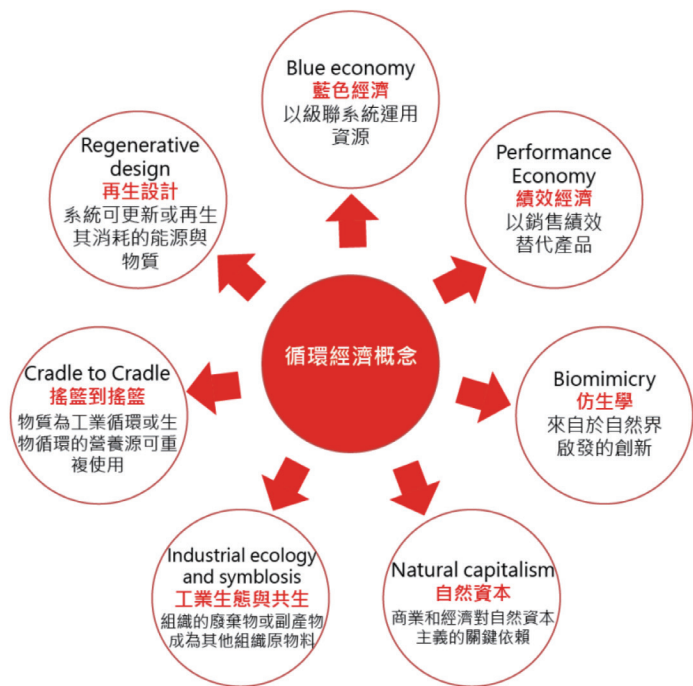 Blue economy
藍色經濟
以級聯系統運用
資源
Performance
Economy
績效經濟
以銷售績效
替代產品
Biomimicry
仿生學
來自於自然界
啟發的創新
Natural capitalism
自然資本
商業和經濟對自然資本
主義的關鍵依賴
Industrial ecology
and symblosis
工業生態與共生
組織的廢棄物或副產物
成為其他組織原物料
Cradle to Cradle
搖籃到搖籃
物質為工業循環或生
物循環的營養源可重
複使用
Regenerative
design
再生設計
系統可更新或再生
其消耗的能源與
物質
循環經濟概念